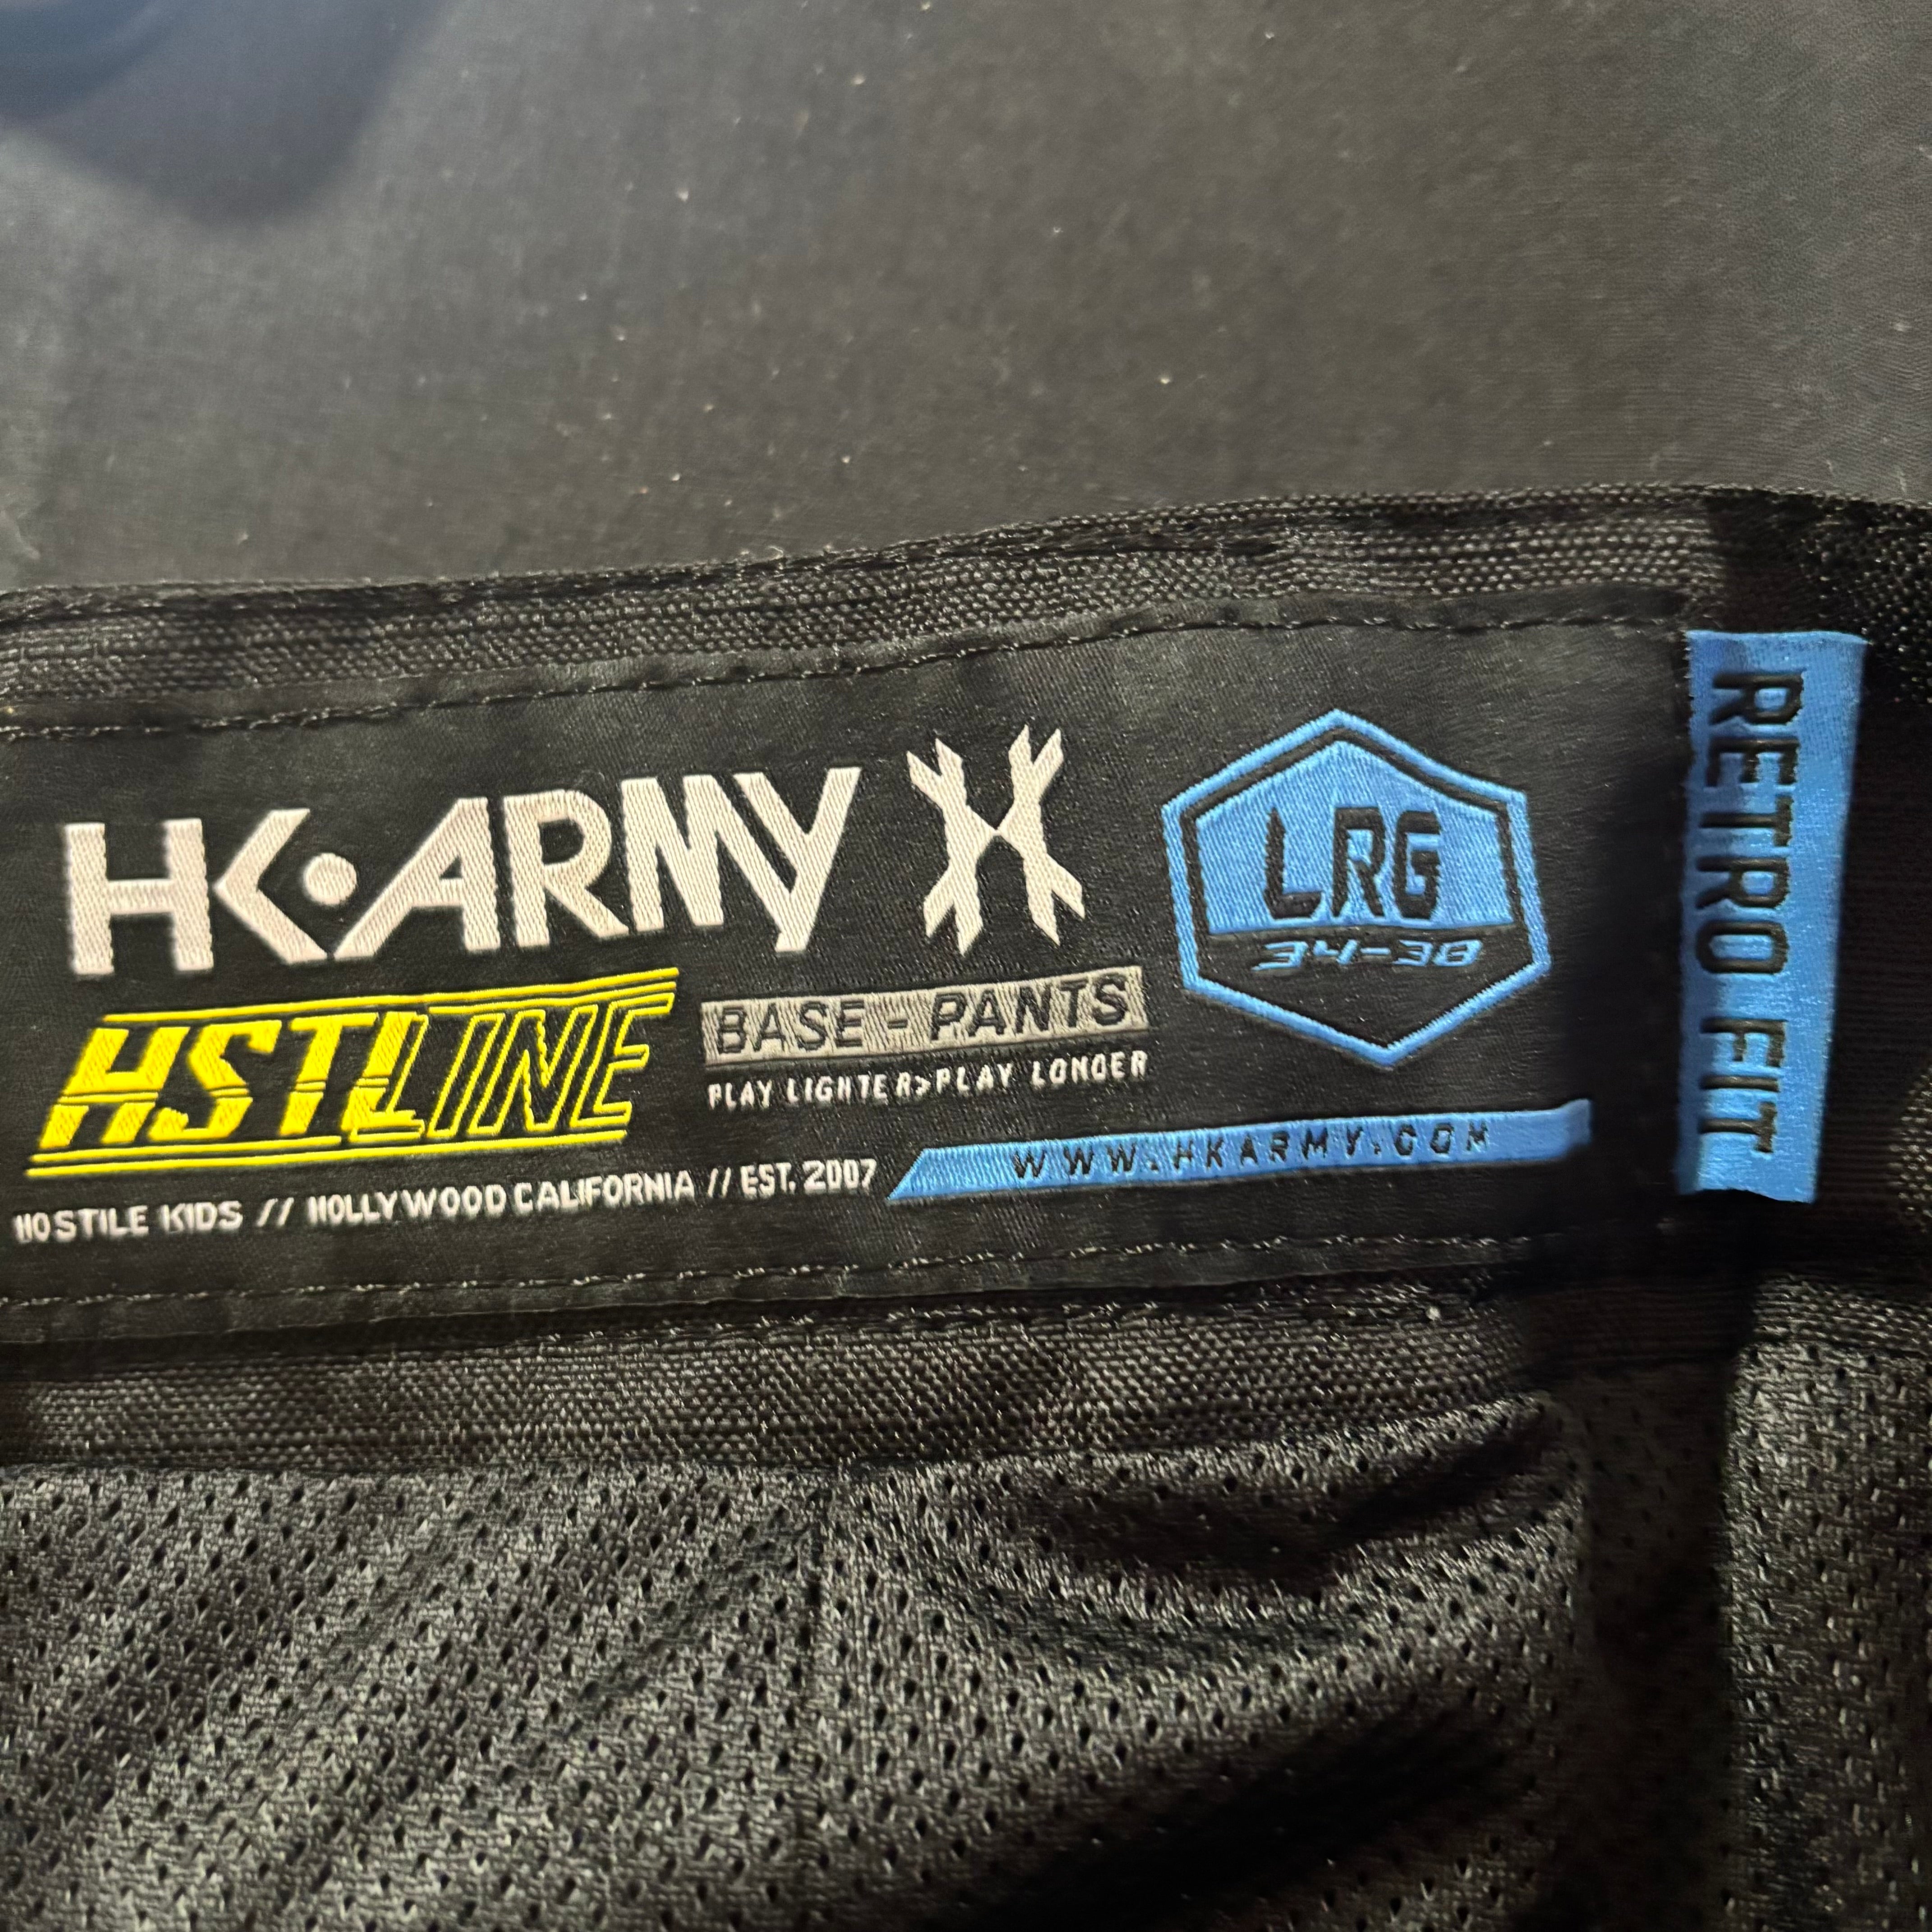 HK•ARMY
LRG
34-38
HSTLINE
BASE - PANTS
PLAY LIGHTER>PLAY LONGER
WWW.HKARMY.COM
HOSTILE KIDS // HOLLYWOOD CALIFORNIA // EST. 2007
RETRO FIT